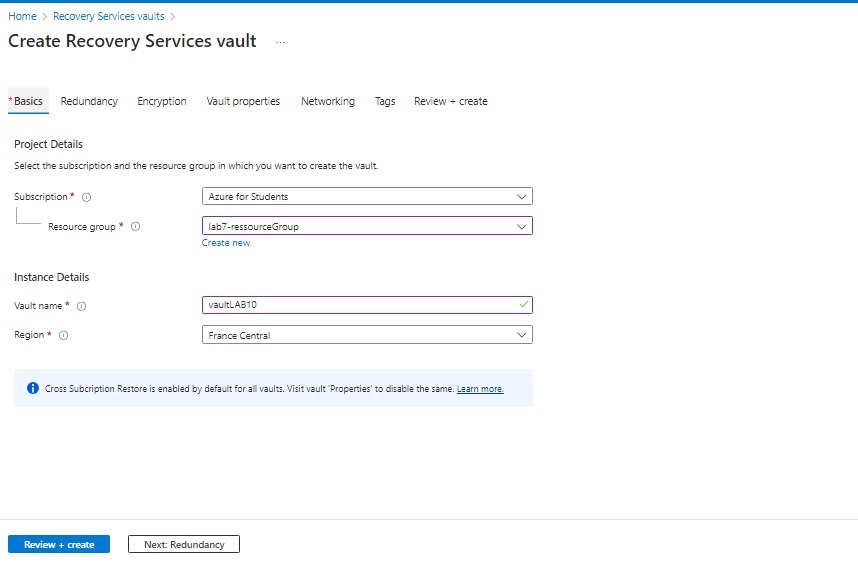 Home > Recovery Services vaults >
Create Recovery Services vault ...
*Basics Redundancy Encryption Vault properties Networking Tags Review + create
Project Details
Select the subscription and the resource group in which you want to create the vault.
Subscription * Azure for Students
Resource group * lab7-ressourceGroup
Create new
Instance Details
Vault name * vaultLAB10
Region * France Central
Cross Subcription Restore is enabled by default for all vaults. Visit vault 'Properties' to disable the same. Learn more.
Review + create Next: Redundancy